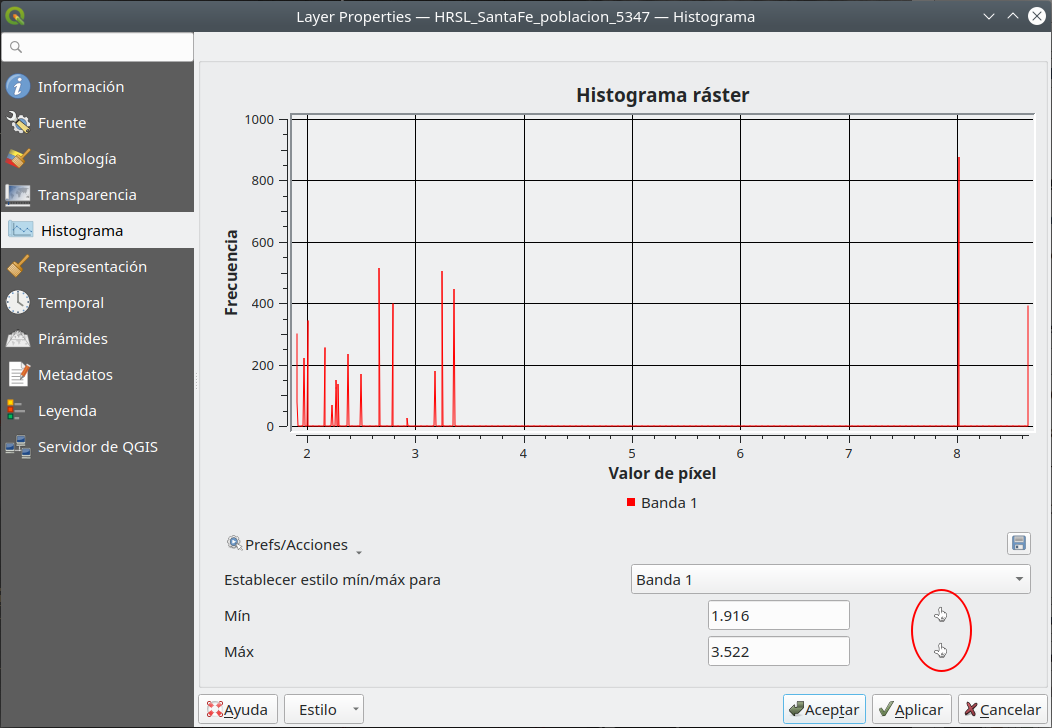 Layer Properties — HRSL_SantaFe_poblacion_5347 — Histograma
Información
Fuente
Simbología
Transparencia
Histograma
Representación
Temporal
Pirámides
Metadatos
Leyenda
Servidor de QGIS
Histograma ráster
Frecuencia
1000
800
600
400
200
0
2 3 4 5 6 7 8
Valor de píxel
Banda 1
Prefs/Acciones
Establecer estilo mín/máx para
Banda 1
Mín
1.916
Máx
3.522
Ayuda
Estilo
Aceptar
Aplicar
Cancelar